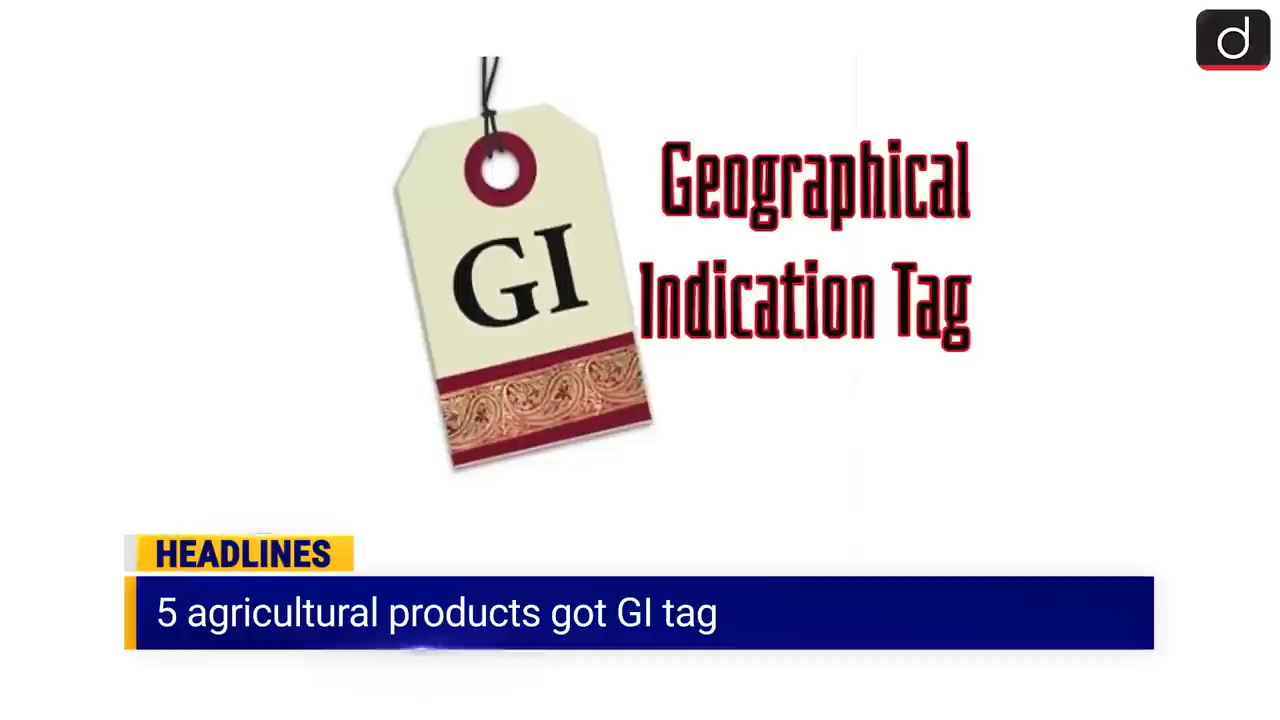 d
GI
Geographical
Indication Tag
HEADLINES
5 agricultural products got GI tag